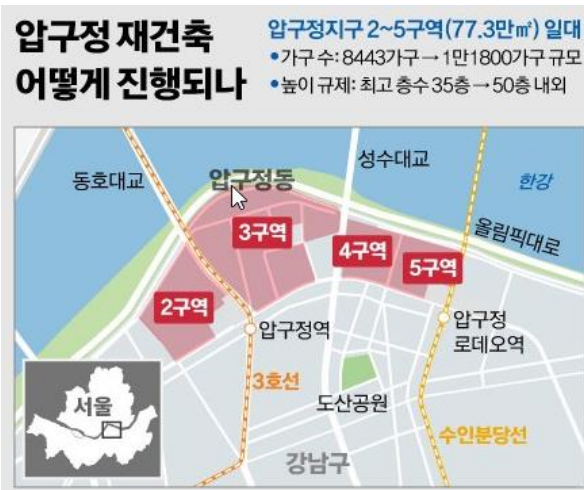 압구정 재건축
어떻게 진행되나
압구정지구 2~5구역(77.3만㎡) 일대
•가구 수: 8443가구→1만1800가구 규모
•높이 규제: 최고 층수 35층→50층 내외
동호대교
압구정동
성수대교
한강
올림픽대로
3구역
4구역
5구역
2구역
압구정역
압구정
로데오역
3호선
서울
도산공원
수인분당선
강남구